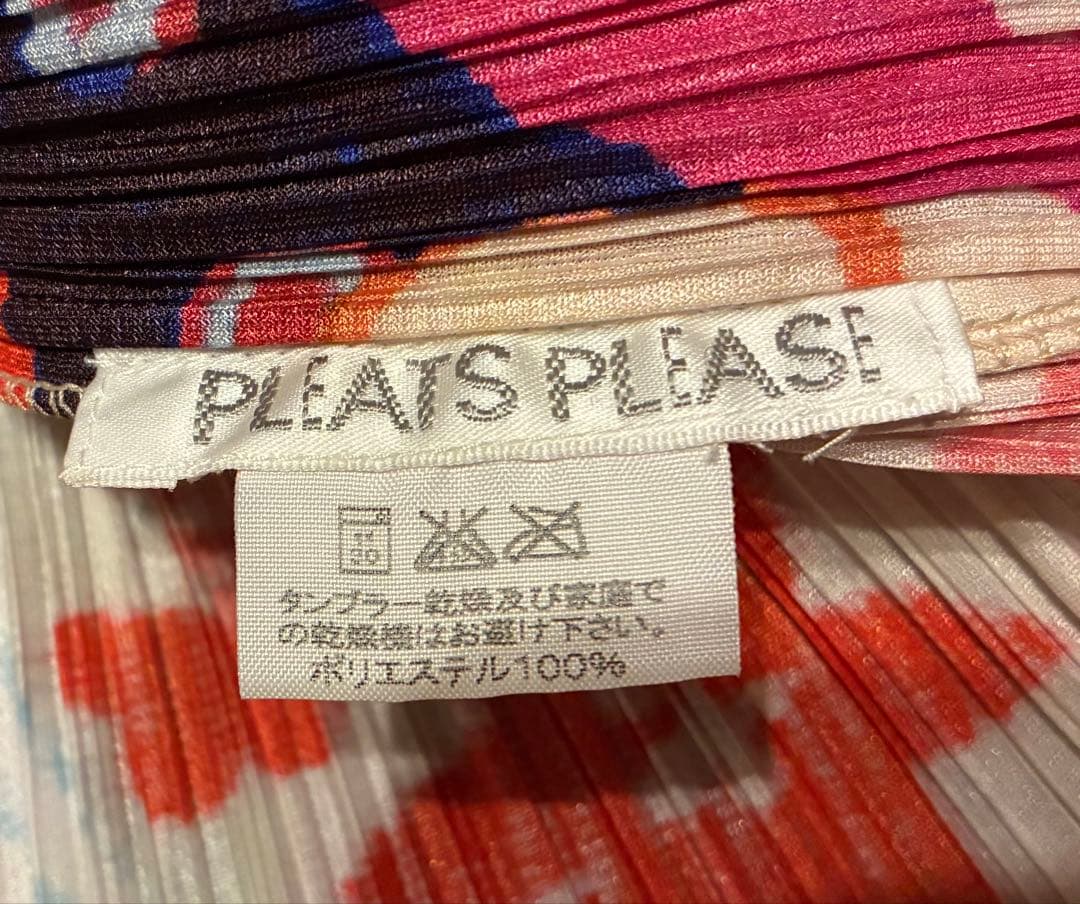 PLEATS PLEASE
タンブラー乾燥及び家庭で
の乾燥機はお避け下さい。
ポリエステル100%